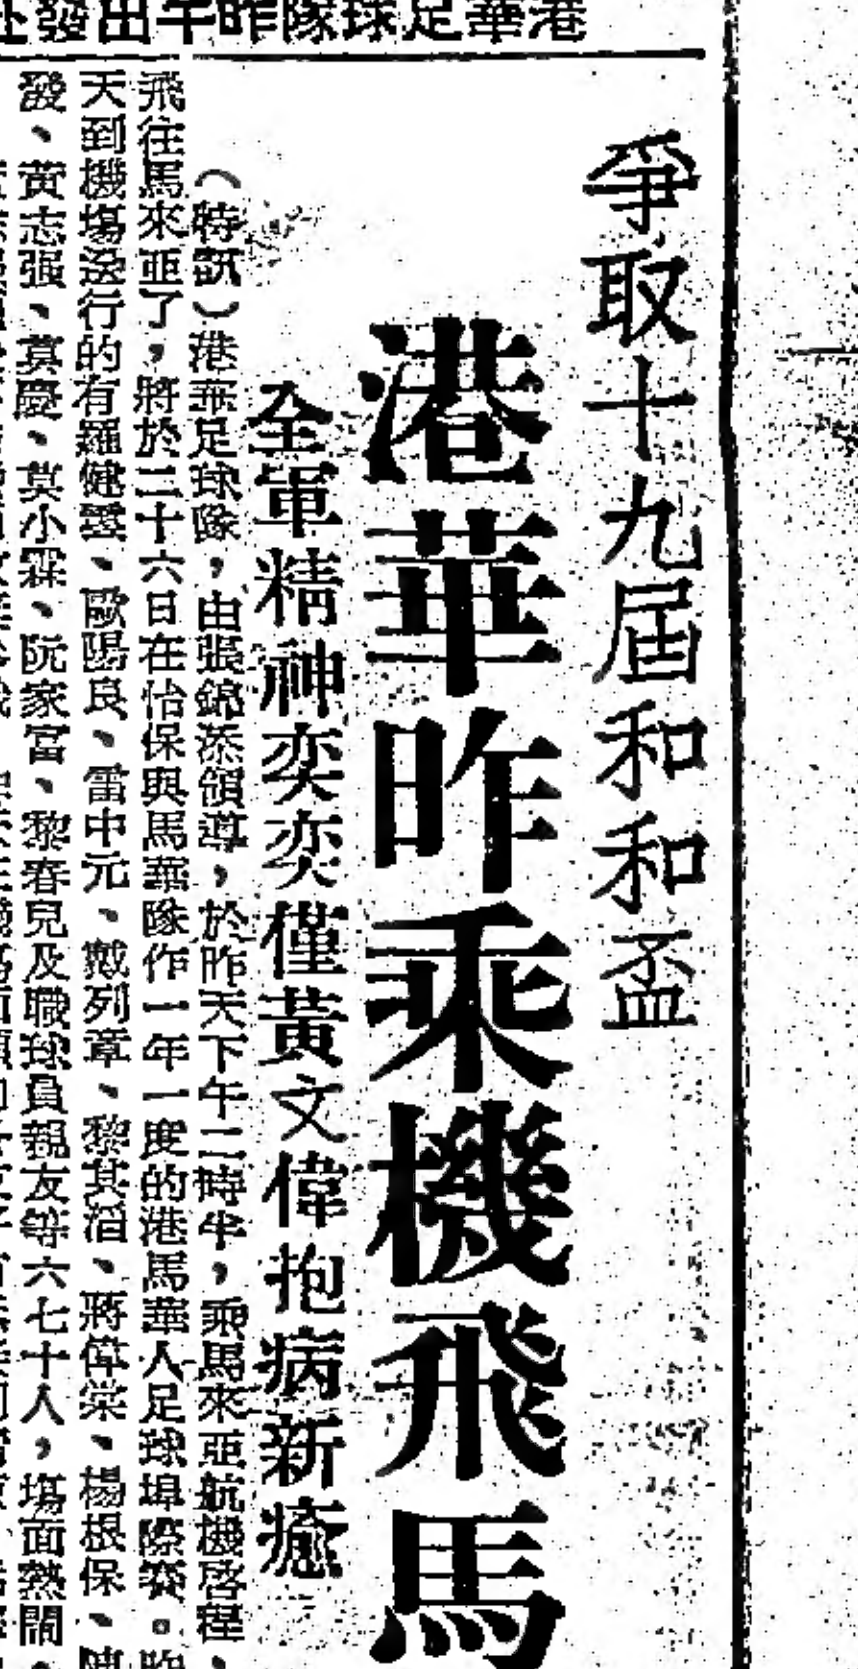 港華足球隊昨午出發
爭取十九屆和和盃
港華昨乘機飛馬
全軍精神奕奕僅黃文偉抱病新癒
（特訊）港華足球隊，由張錦添領導，於昨天下午二時半，乘馬來亞航機啓程，
飛往馬來亞了，將於二十六日在怡保與馬華隊作一年一度的港馬華人足球埠際賽。昨
天到機場送行的有羅健雲、歐陽良、雷中元、戴列章、黎其滔、蔣偉棠、楊根保、陳
發、黃志强、莫慶、莫小霖、阮家富、黎春兒及職球員親友等六七十人，場面熱鬧。